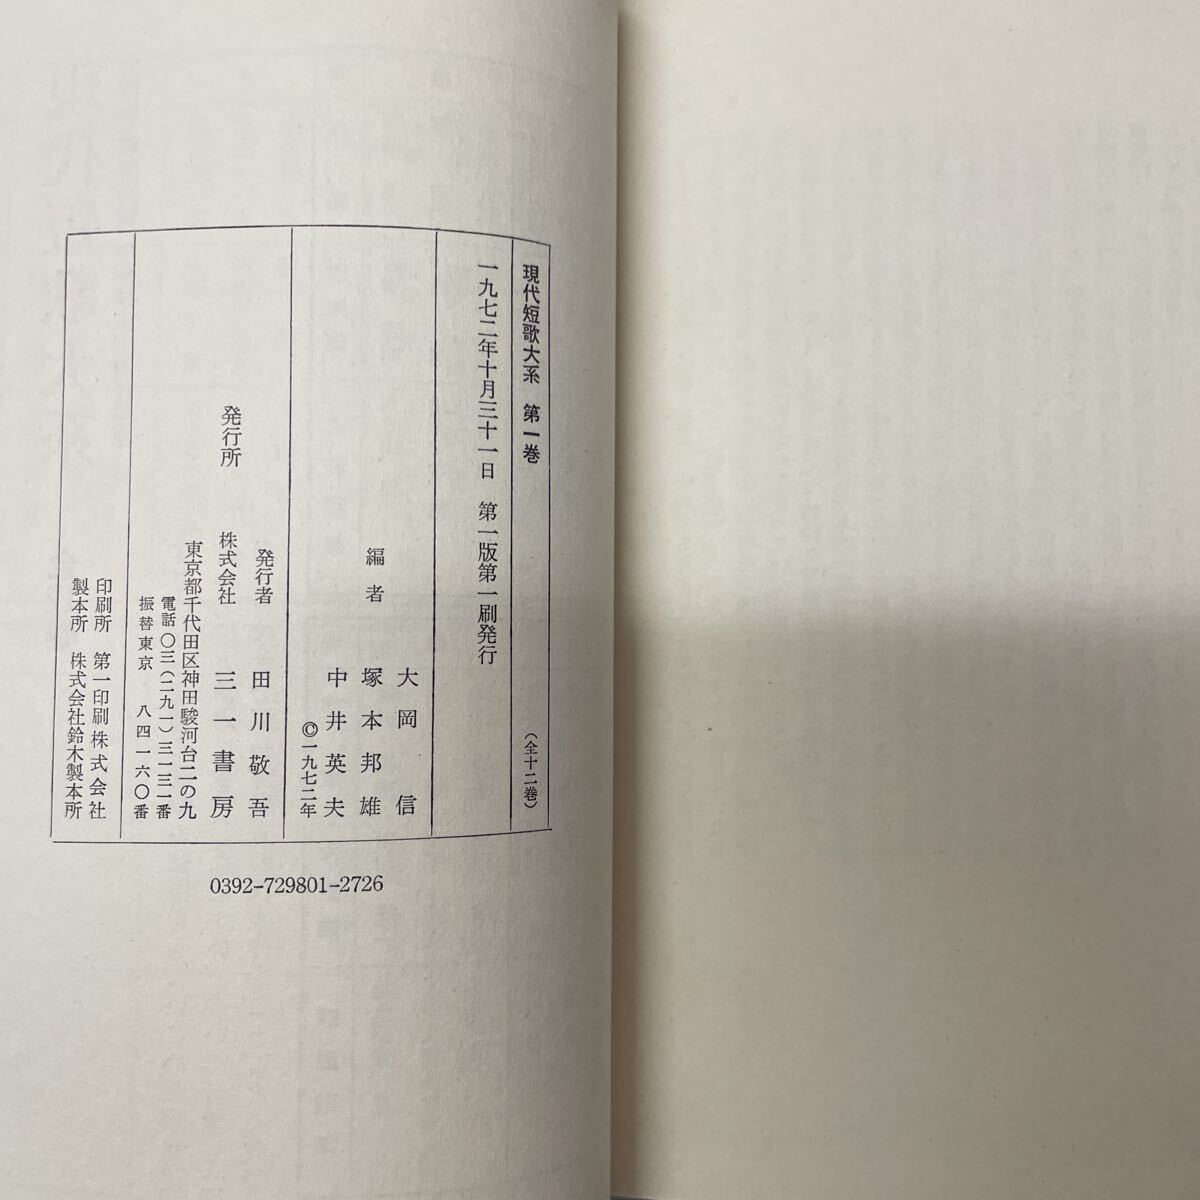 現代短歌大系 第一巻 （全十二巻）
一九七二年十月三十一日 第一版第一刷発行
編者
大岡信
塚本邦雄
中井英夫
©一九七二年
発行者 田川敬吾
発行所 株式会社 三一書房
東京都千代田区神田駿河台二の九
電話〇三（二九一）三一三一番
振替東京 八四一六〇番
印刷所 第一印刷株式会社
製本所 株式会社鈴木製本所
0392-729801-2726